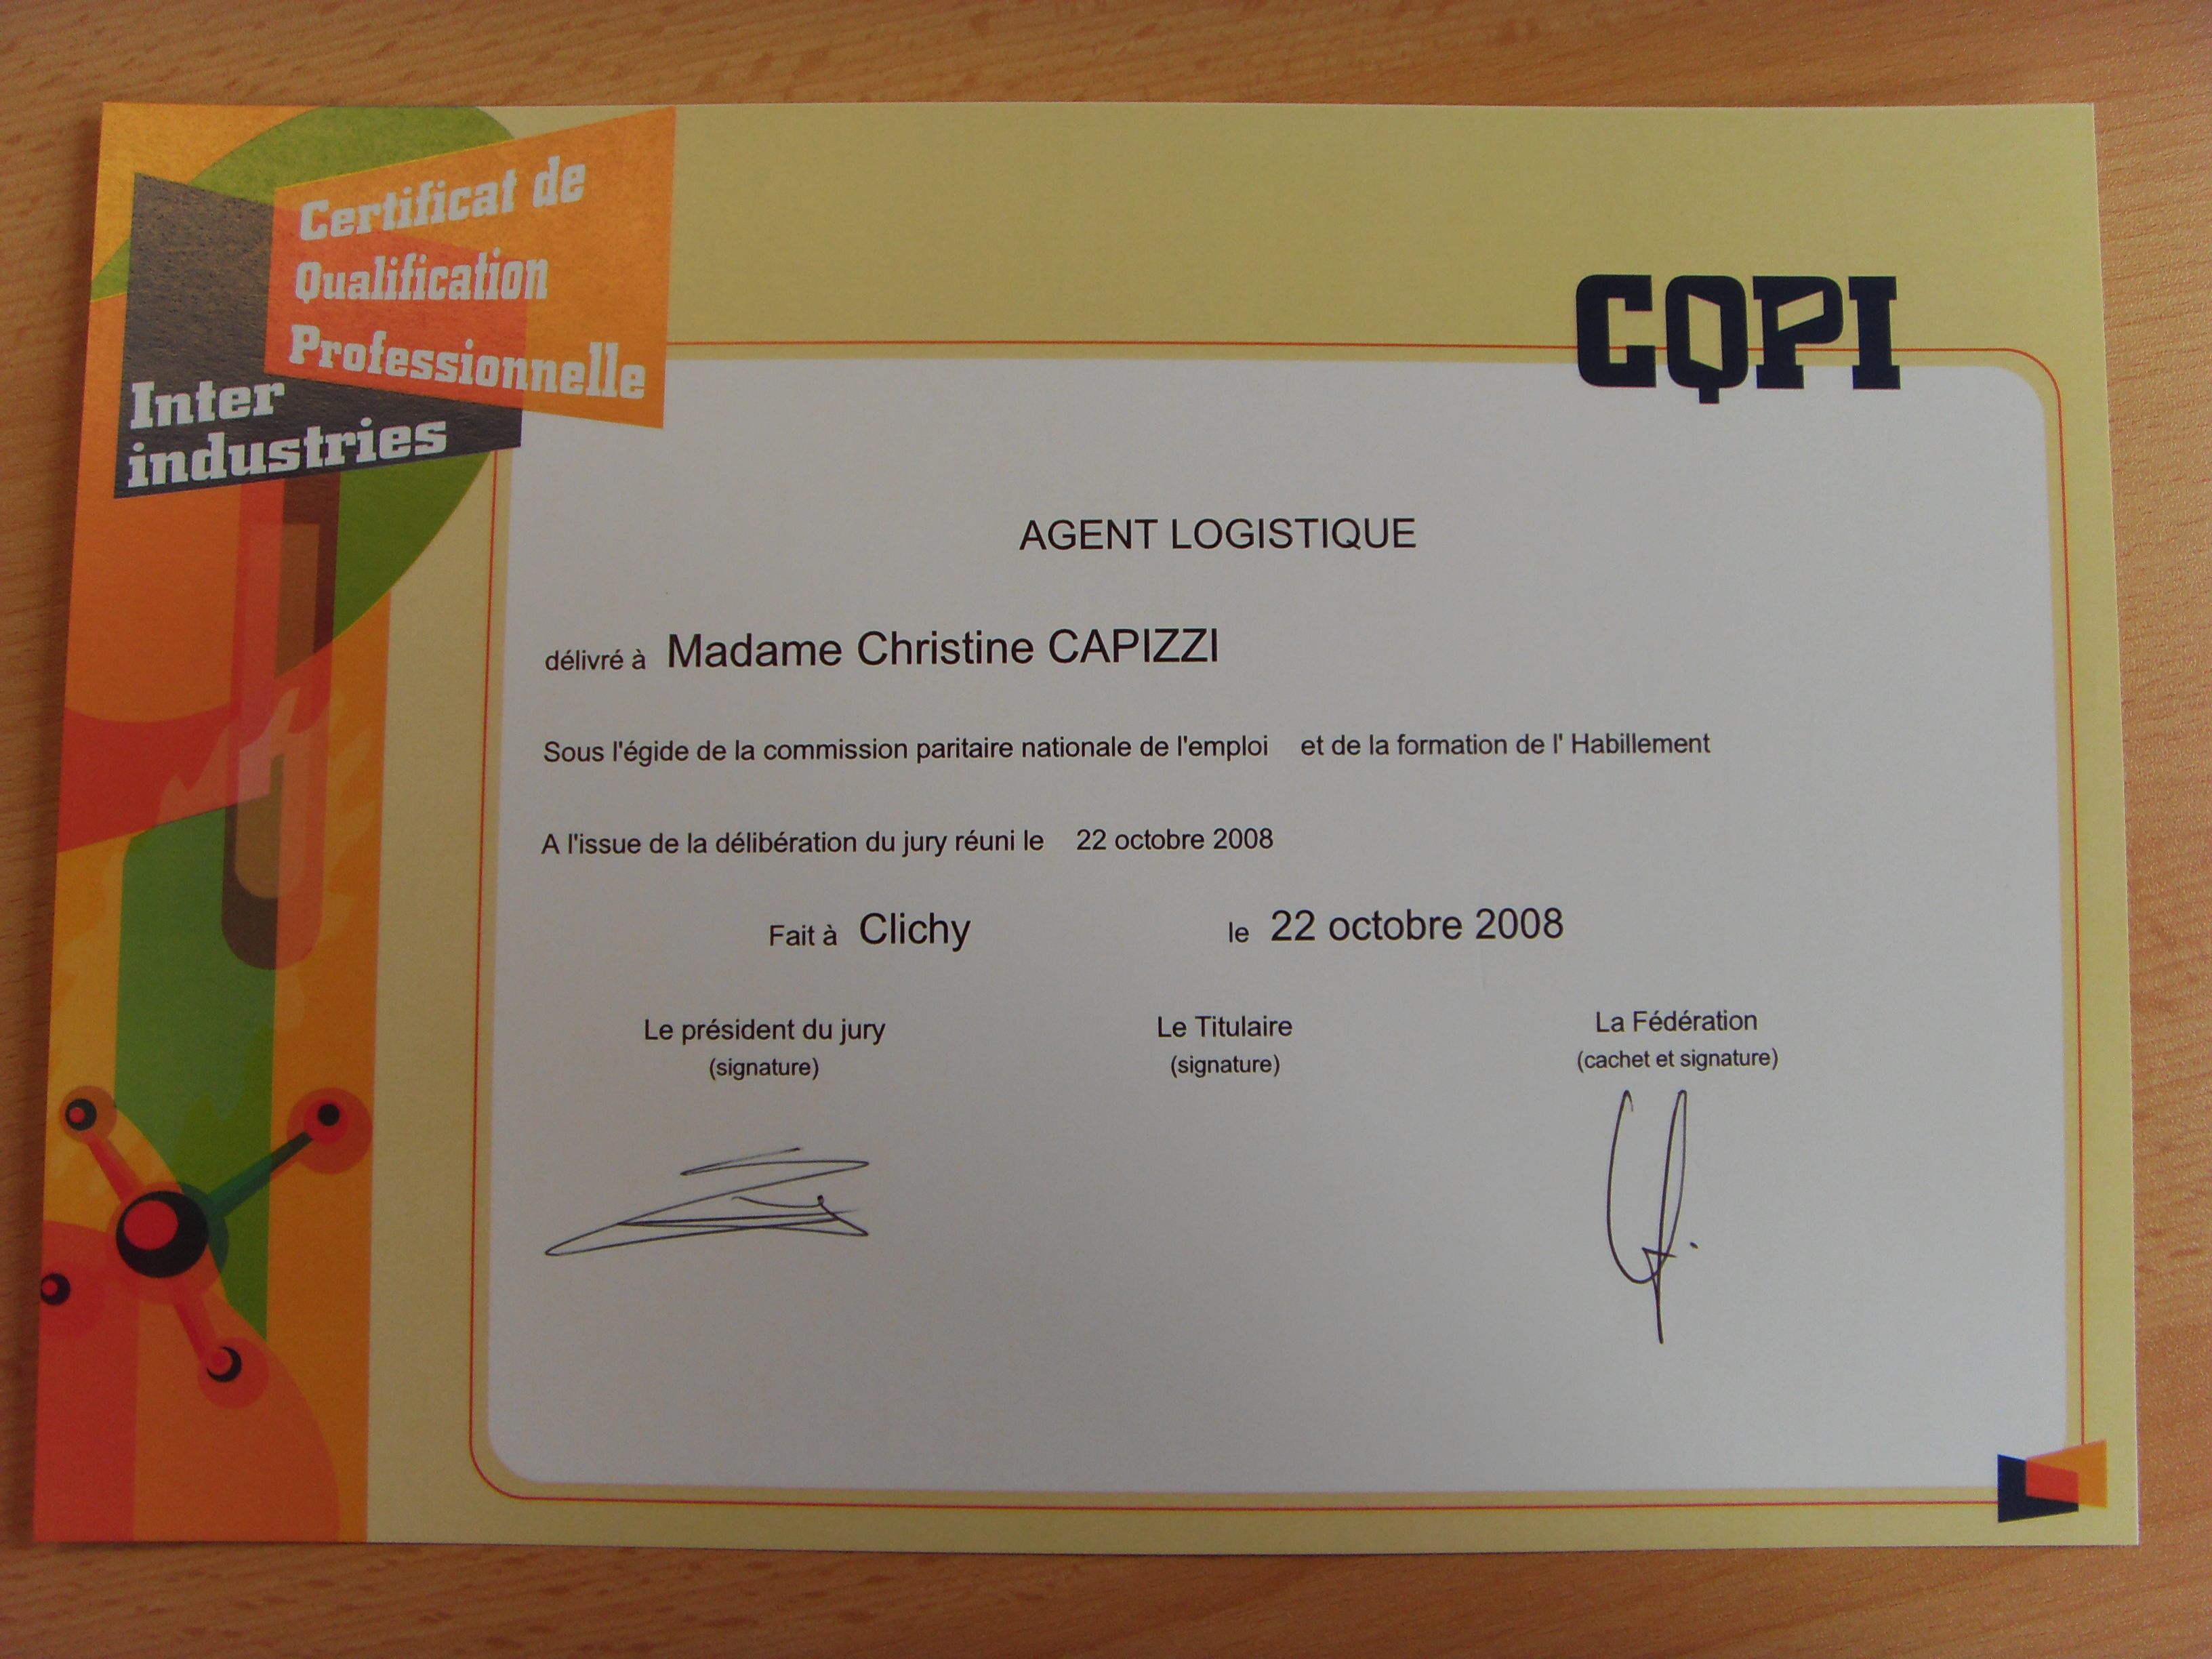 Certificat de
Qualification
Professionnelle
Inter
industries
CQPI
AGENT LOGISTIQUE
délivré à Madame Christine CAPIZZI
Sous l'égide de la commission paritaire nationale de l'emploi et de la formation de l' Habillement
A l'issue de la délibération du jury réuni le 22 octobre 2008
Fait à Clichy le 22 octobre 2008
Le président du jury
(signature)
Le Titulaire
(signature)
La Fédération
(cachet et signature)